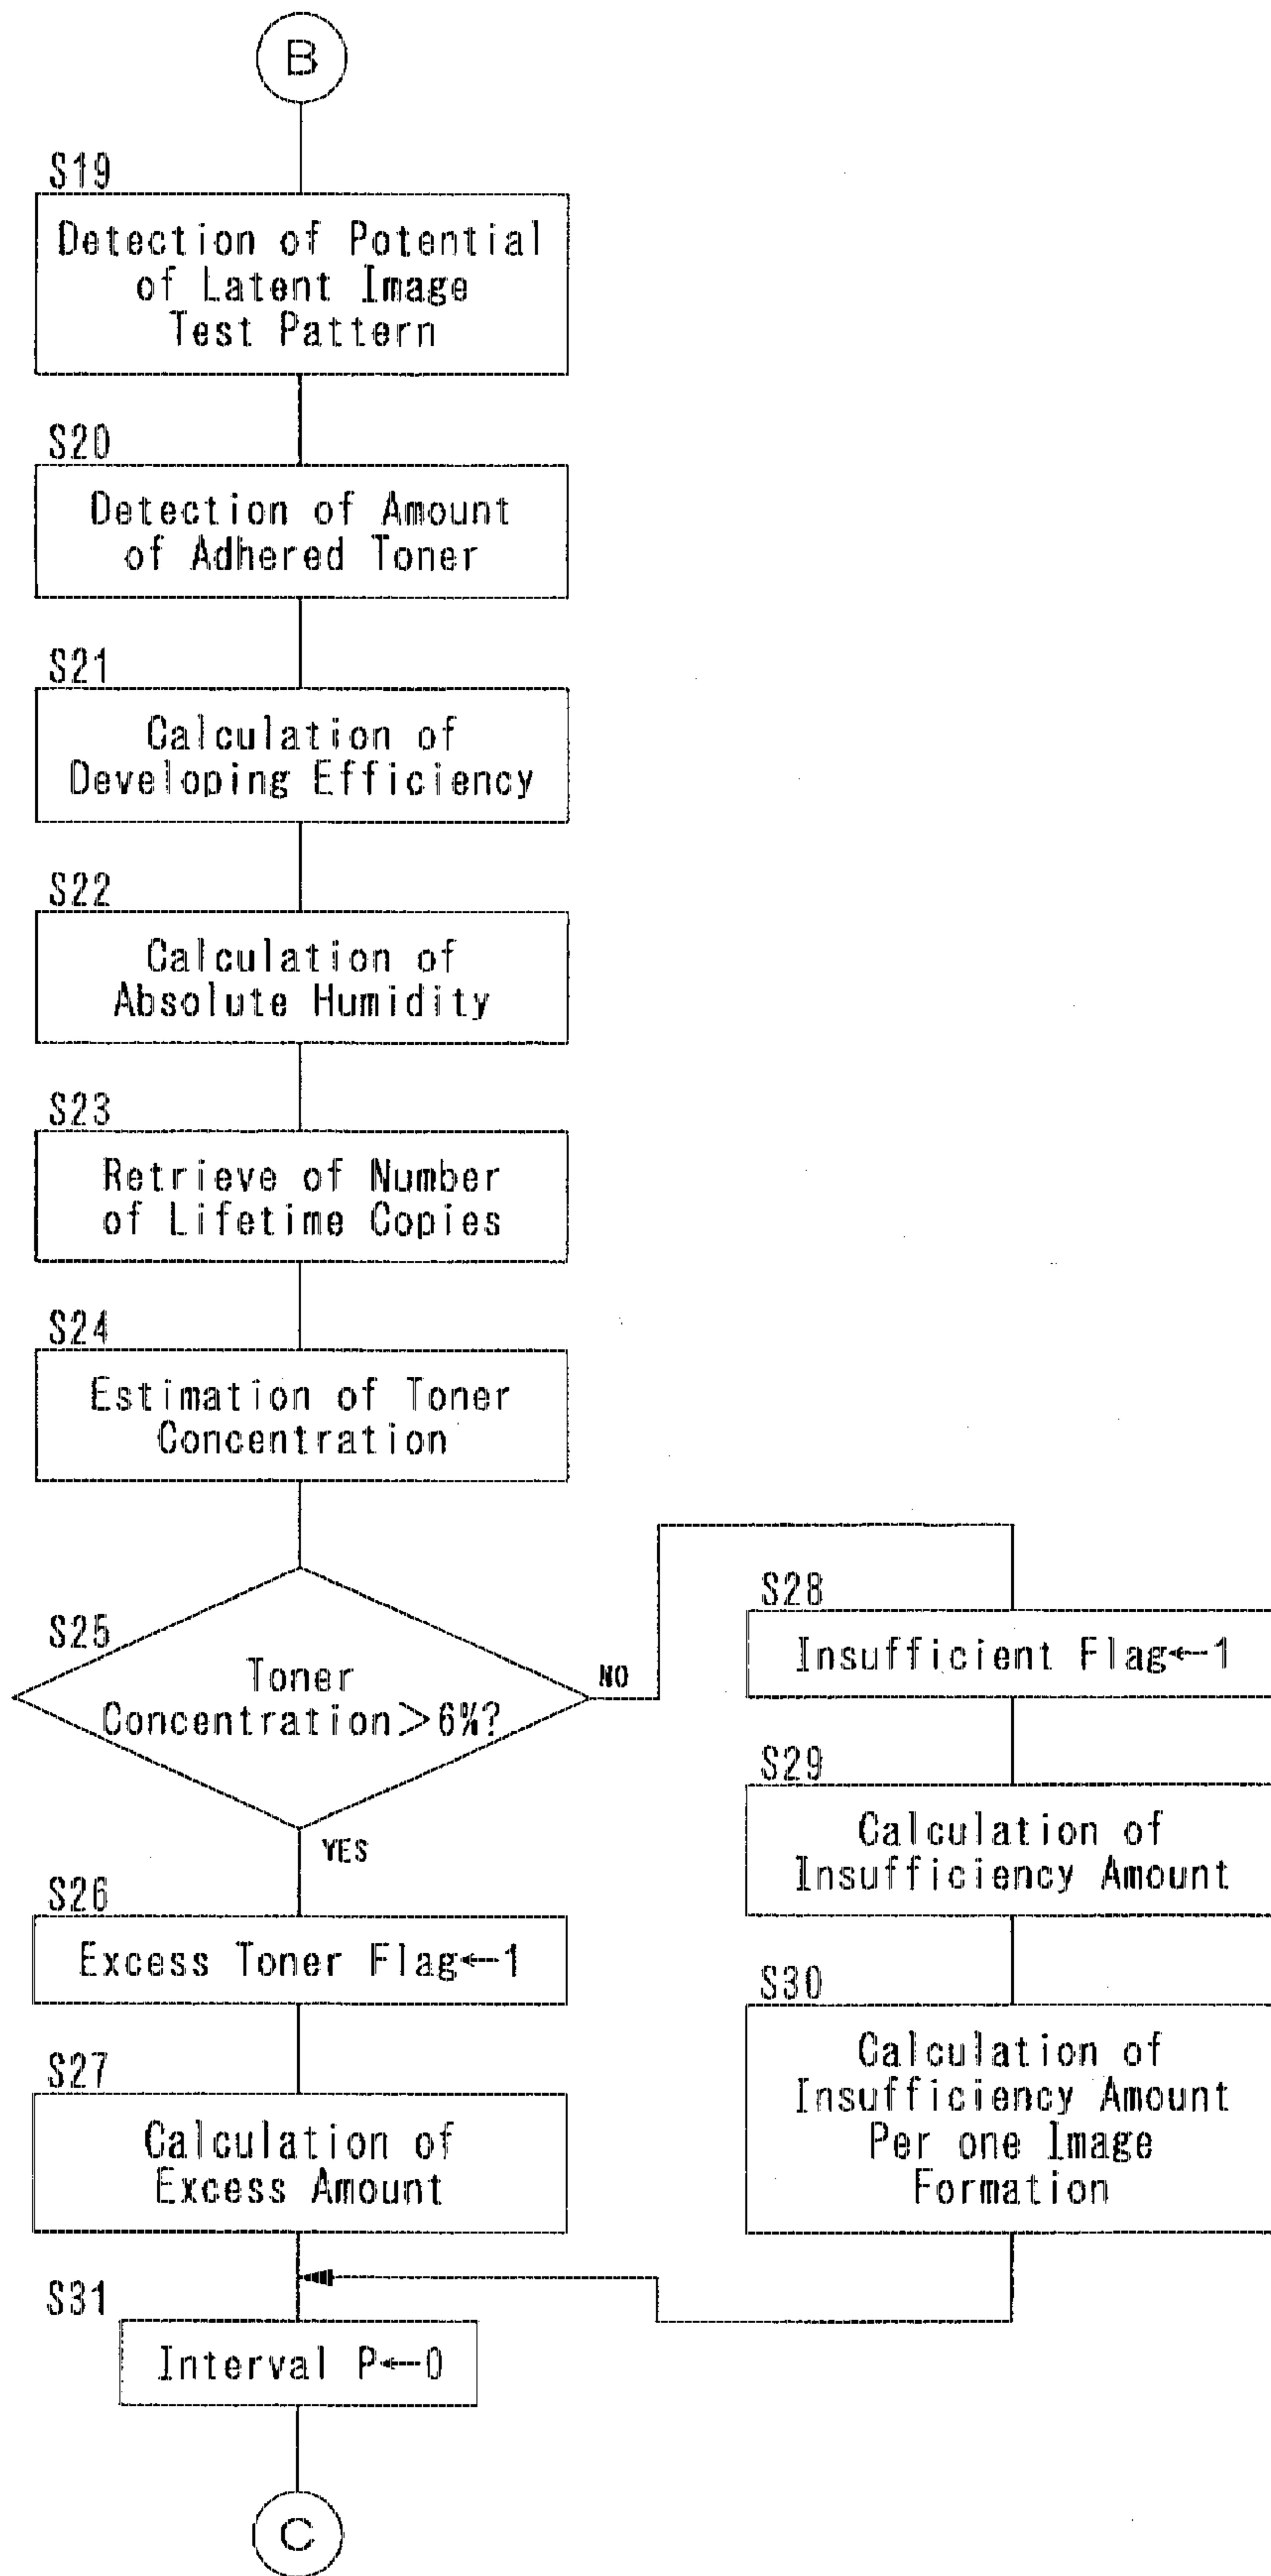 B
S19
Detection of Potential
of Latent Image
Test Pattern
S20
Detection of Amount
of Adhered Toner
S21
Calculation of
Developing Efficiency
S22
Calculation of
Absolute Humidity
S23
Retrieve of Number
of Lifetime Copies
S24
Estimation of Toner
Concentration
S25
Toner
Concentration>6%?
NO
YES
S26
Excess Toner Flag←1
S27
Calculation of
Excess Amount
S28
Insufficient Flag←1
S29
Calculation of
Insufficiency Amount
S30
Calculation of
Insufficiency Amount
Per one Image
Formation
S31
Interval P←0
C